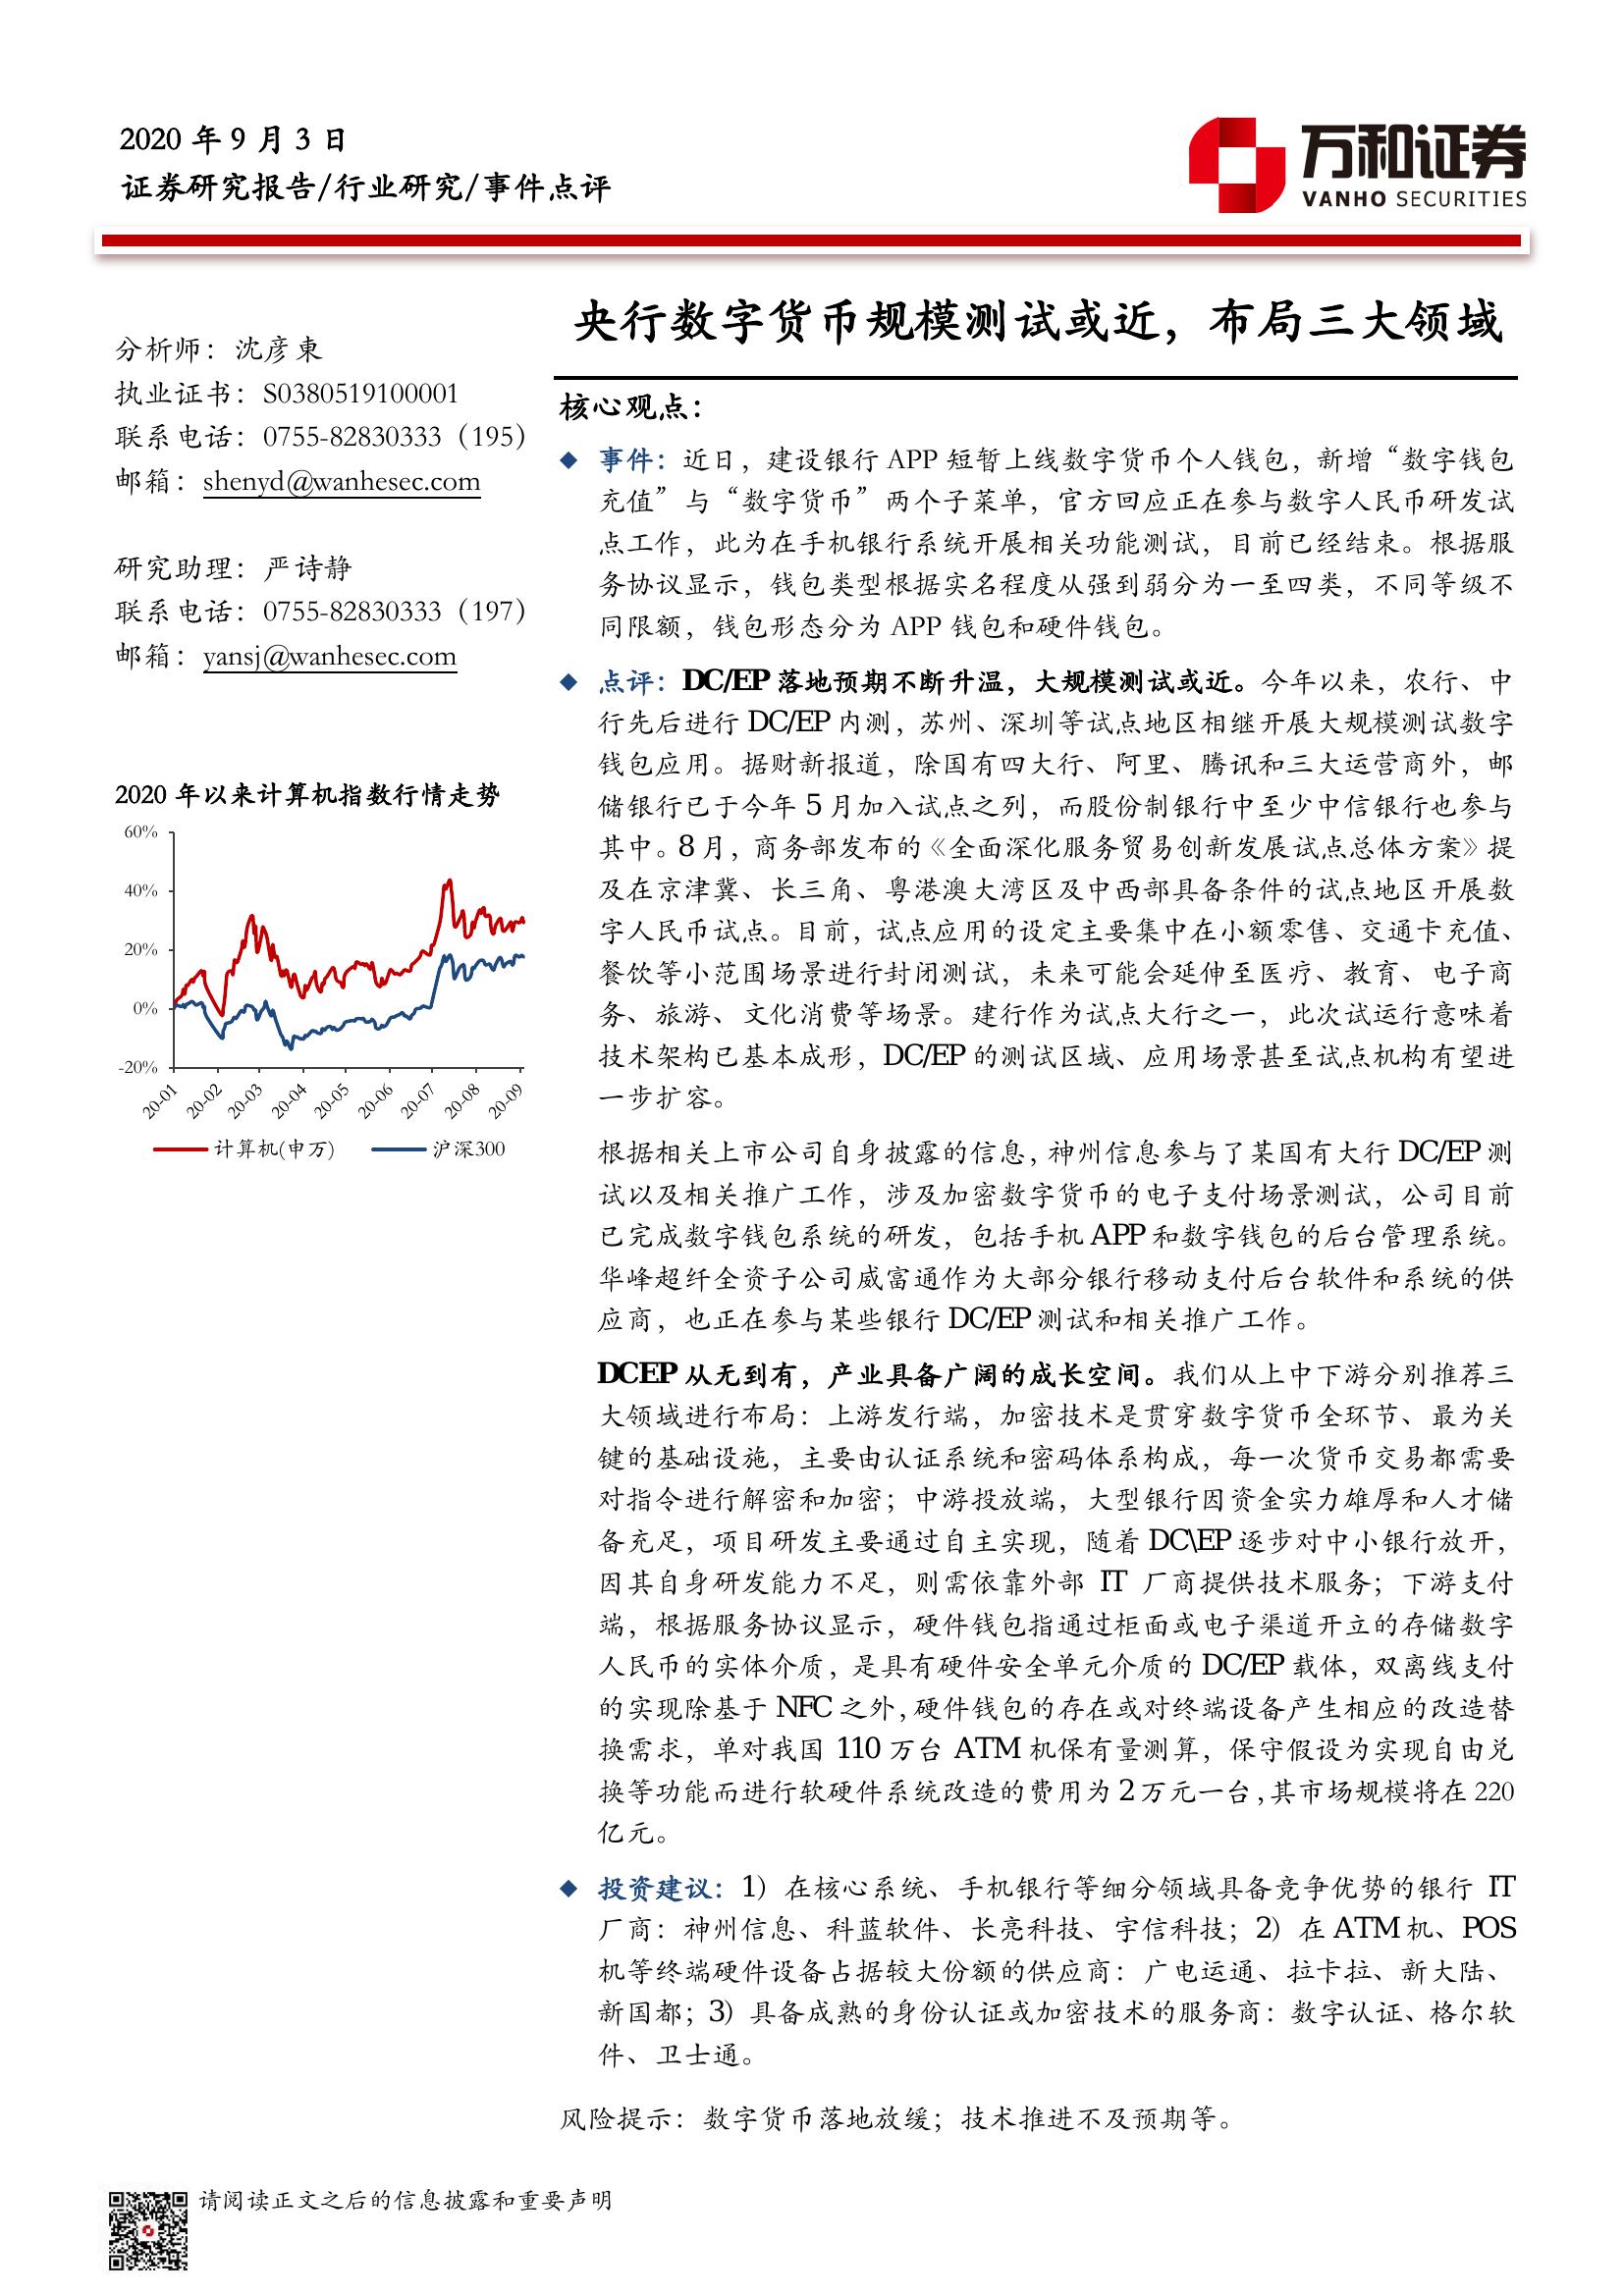 2020 年 9 月 3 日
证券研究报告/行业研究/事件点评
万和证券
VANHO SECURITIES
央行数字货币规模测试或近，布局三大领域
分析师：沈彦東
执业证书：S0380519100001
联系电话：0755-82830333（195）
邮箱：shenyd@wanhesec.com
研究助理：严诗静
联系电话：0755-82830333（197）
邮箱：yansj@wanhesec.com
2020 年以来计算机指数行情走势
60%
40%
20%
0%
-20%
20-01 20-02 20-03 20-04 20-05 20-06 20-07 20-08 20-09
计算机(申万) 沪深300
核心观点：
◆ 事件：近日，建设银行 APP 短暂上线数字货币个人钱包，新增“数字钱包
充值”与“数字货币”两个子菜单，官方回应正在参与数字人民币研发试
点工作，此为在手机银行系统开展相关功能测试，目前已经结束。根据服
务协议显示，钱包类型根据实名程度从强到弱分为一至四类，不同等级不
同限额，钱包形态分为 APP 钱包和硬件钱包。
◆ 点评：DC/EP 落地预期不断升温，大规模测试或近。今年以来，农行、中
行先后进行 DC/EP 内测，苏州、深圳等试点地区相继开展大规模测试数字
钱包应用。据财新报道，除国有四大行、阿里、腾讯和三大运营商外，邮
储银行已于今年 5 月加入试点之列，而股份制银行中至少中信银行也参与
其中。8 月，商务部发布的《全面深化服务贸易创新发展试点总体方案》提
及在京津冀、长三角、粤港澳大湾区及中西部具备条件的试点地区开展数
字人民币试点。目前，试点应用的设定主要集中在小额零售、交通卡充值、
餐饮等小范围场景进行封闭测试，未来可能会延伸至医疗、教育、电子商
务、旅游、文化消费等场景。建行作为试点大行之一，此次试运行意味着
技术架构已基本成形，DC/EP 的测试区域、应用场景甚至试点机构有望进
一步扩容。
根据相关上市公司自身披露的信息，神州信息参与了某国有大行 DC/EP 测
试以及相关推广工作，涉及加密数字货币的电子支付场景测试，公司目前
已完成数字钱包系统的研发，包括手机 APP 和数字钱包的后台管理系统。
华峰超纤全资子公司威富通作为大部分银行移动支付后台软件和系统的供
应商，也正在参与某些银行 DC/EP 测试和相关推广工作。
DCEP 从无到有，产业具备广阔的成长空间。我们从上中下游分别推荐三
大领域进行布局：上游发行端，加密技术是贯穿数字货币全环节、最为关
键的基础设施，主要由认证系统和密码体系构成，每一次货币交易都需要
对指令进行解密和加密；中游投放端，大型银行因资金实力雄厚和人才储
备充足，项目研发主要通过自主实现，随着 DC\EP 逐步对中小银行放开，
因其自身研发能力不足，则需依靠外部 IT 厂商提供技术服务；下游支付
端，根据服务协议显示，硬件钱包指通过柜面或电子渠道开立的存储数字
人民币的实体介质，是具有硬件安全单元介质的 DC/EP 载体，双离线支付
的实现除基于 NFC 之外，硬件钱包的存在或对终端设备产生相应的改造替
换需求，单对我国 110 万台 ATM 机保有量测算，保守假设为实现自由兑
换等功能而进行软硬件系统改造的费用为 2 万元一台，其市场规模将在 220
亿元。
◆ 投资建议：1）在核心系统、手机银行等细分领域具备竞争优势的银行 IT
厂商：神州信息、科蓝软件、长亮科技、宇信科技；2）在 ATM 机、POS
机等终端硬件设备占据较大份额的供应商：广电运通、拉卡拉、新大陆、
新国都；3）具备成熟的身份认证或加密技术的服务商：数字认证、格尔软
件、卫士通。
风险提示：数字货币落地放缓；技术推进不及预期等。
请阅读正文之后的信息披露和重要声明